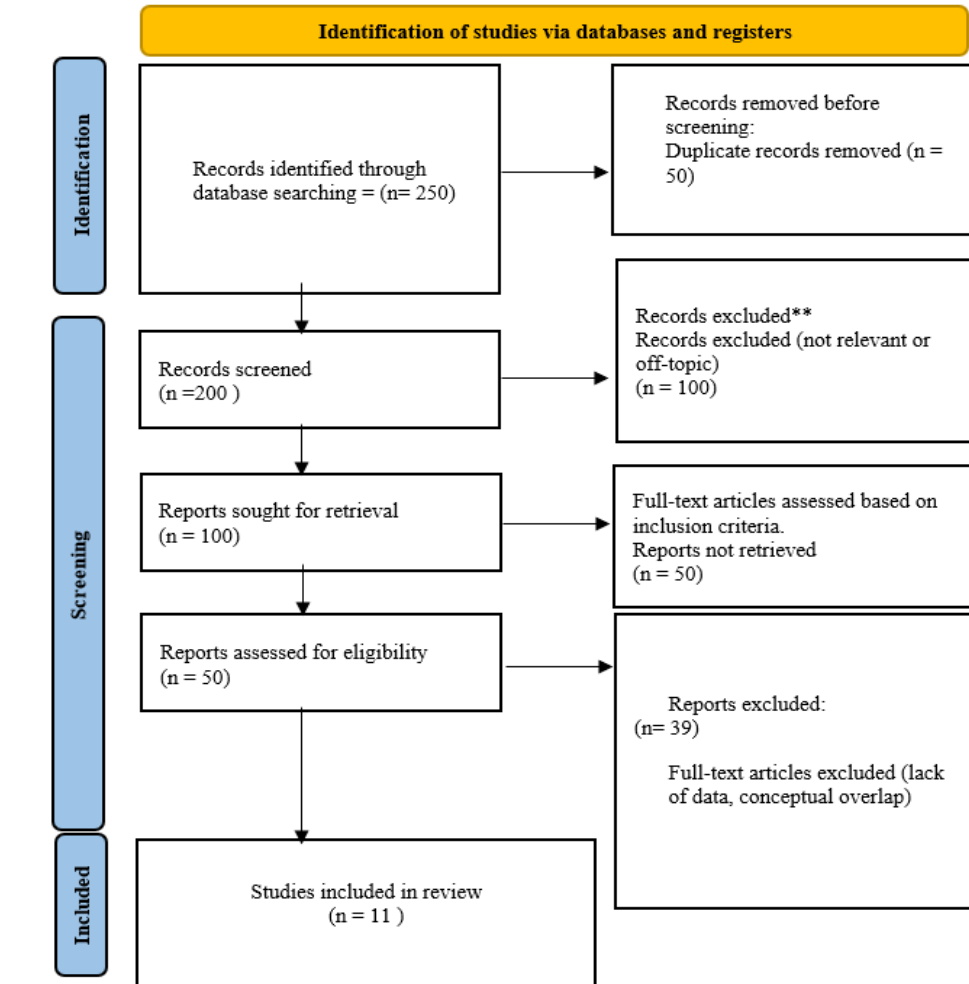 Identification of studies via databases and registers
Identification
Records identified through
database searching = (n= 250)
Records removed before
screening:
Duplicate records removed (n =
50)
Screening
Records screened
(n =200 )
Records excluded**
Records excluded (not relevant or
off-topic)
(n = 100)
Reports sought for retrieval
(n = 100)
Full-text articles assessed based on
inclusion criteria.
Reports not retrieved
(n = 50)
Reports assessed for eligibility
(n = 50)
Reports excluded:
(n= 39)
Full-text articles excluded (lack
of data, conceptual overlap)
Included
Studies included in review
(n = 11 )